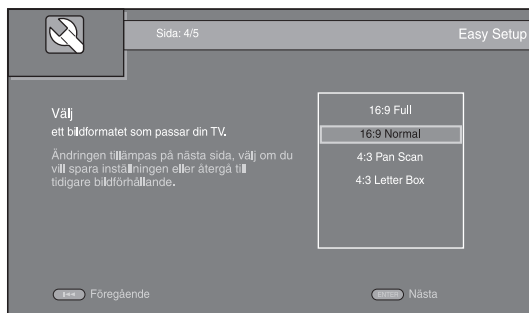 Sida: 4/5
Easy Setup
Välj
ett bildformatet som passar din TV.
Ändringen tillämpas på nästa sida, välj om du
vill spara inställningen eller återgå till
tidigare bildförhållande.
16:9 Full
16:9 Normal
4:3 Pan Scan
4:3 Letter Box
Föregående
ENTER Nästa